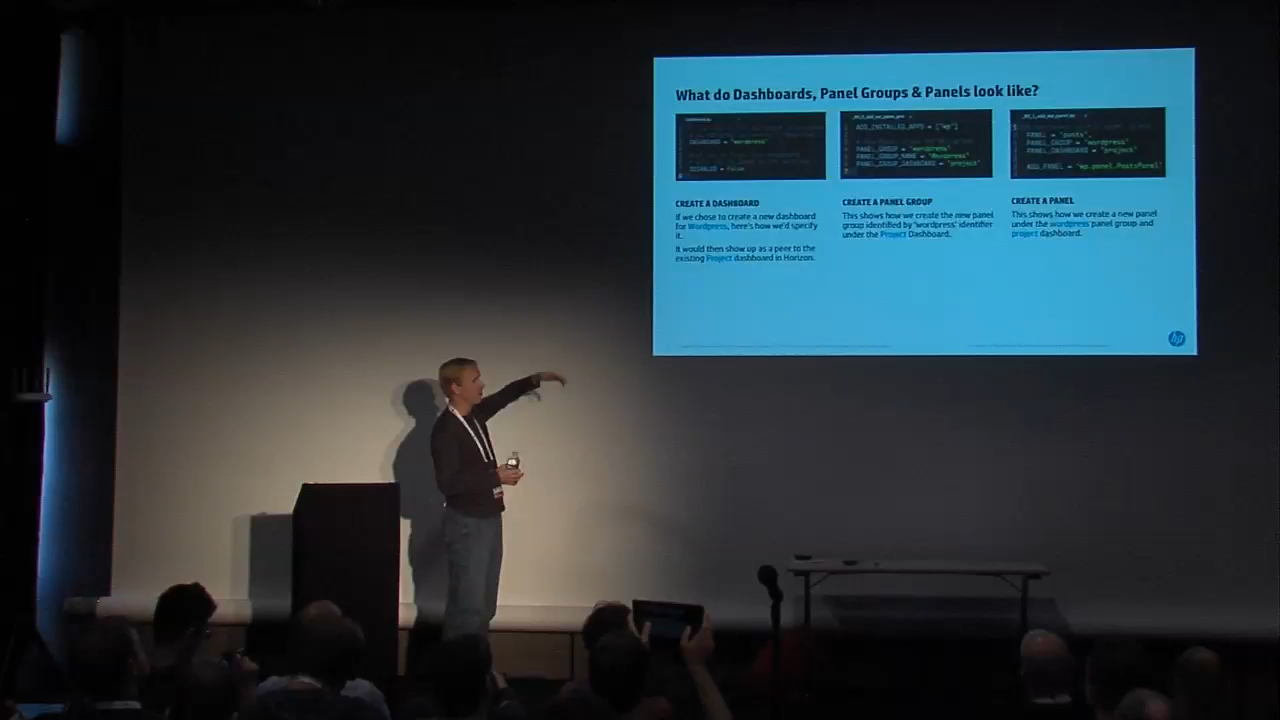 What do Dashboards, Panel Groups & Panels look like?
DASHBOARD = "wordpress"
DISABLED = False
ADD_INSTALLED_APPS = ["wp"]
PANEL_GROUP = "wordpress"
PANEL_GROUP_NAME = "Wordpress"
PANEL_GROUP_DASHBOARD = "project"
PANEL = "posts"
PANEL_GROUP = "wordpress"
PANEL_DASHBOARD = "project"
ADD_PANEL = "wp.panel.PostsPanel"
CREATE A DASHBOARD
If we chose to create a new dashboard
for Wordpress, here's how we'd specify
it.
It would then show up as a peer to the
existing Project dashboard in Horizon.
CREATE A PANEL GROUP
This shows how we create the new panel
group identified by 'wordpress' identifier
under the Project Dashboard.
CREATE A PANEL
This shows how we create a new panel
under the wordpress panel group and
project dashboard.
hp